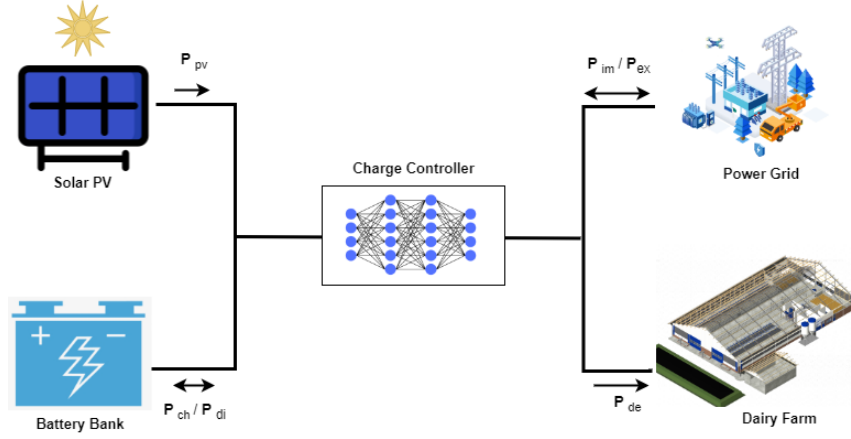 P pv
P im / P ex
Charge Controller
Solar PV
Power Grid
+ −
P ch / P di
P de
Battery Bank
Dairy Farm